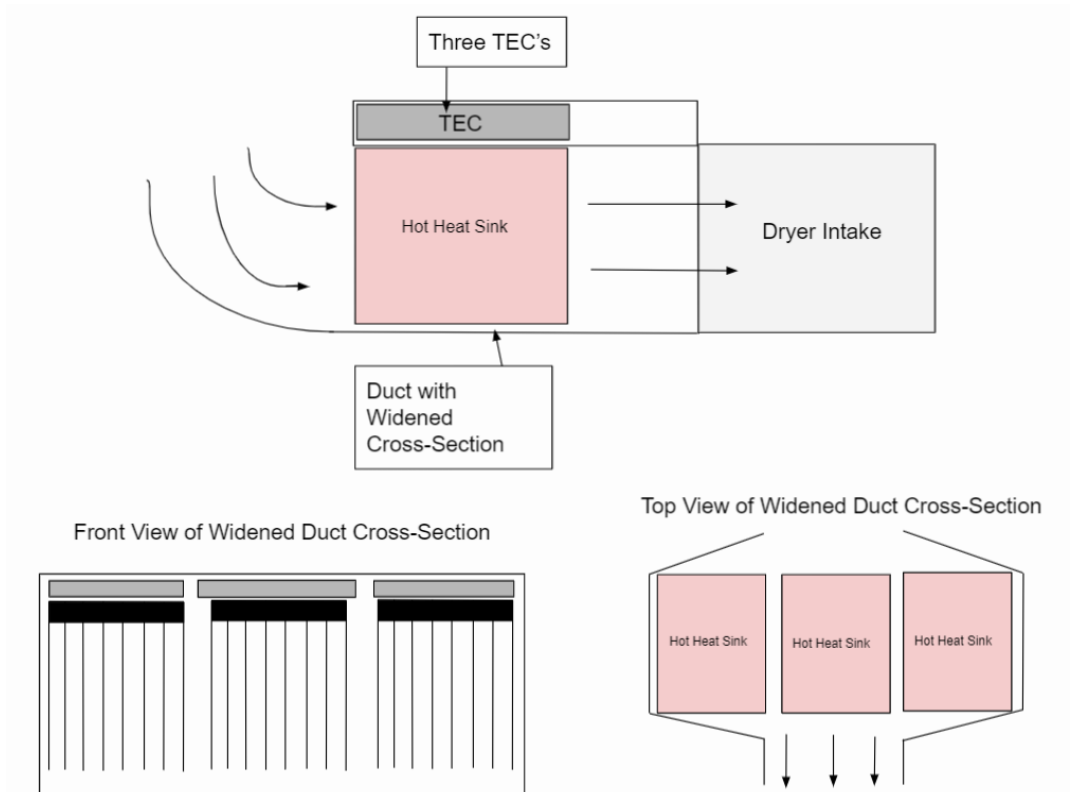 Three TEC's
TEC
Hot Heat Sink
Dryer Intake
Duct with
Widened
Cross-Section
Front View of Widened Duct Cross-Section
Top View of Widened Duct Cross-Section
Hot Heat Sink
Hot Heat Sink
Hot Heat Sink